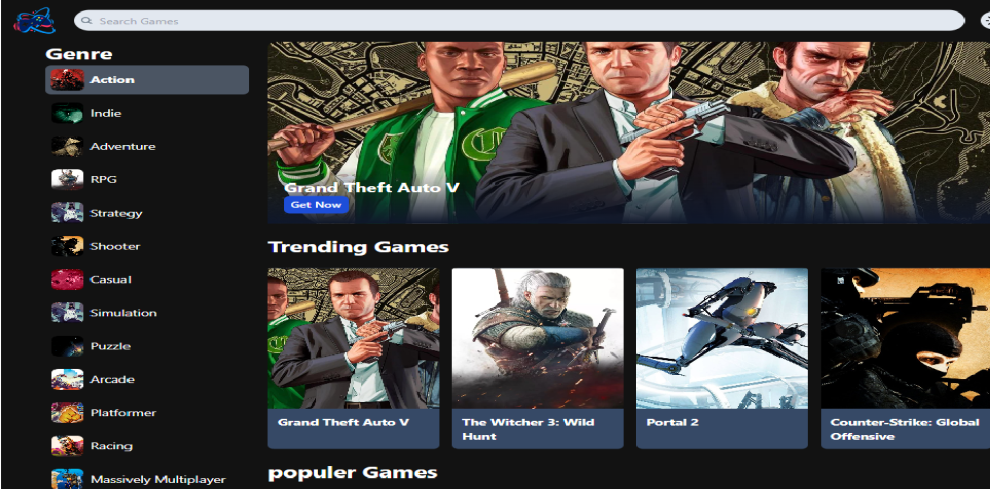 Search Games
Genre
Action
Indie
Adventure
RPG
Strategy
Shooter
Casual
Simulation
Puzzle
Arcade
Platformer
Racing
Massively Multiplayer
Grand Theft Auto V
Get Now
Trending Games
Grand Theft Auto V
The Witcher 3: Wild
Hunt
Portal 2
Counter-Strike: Global
Offensive
populer Games